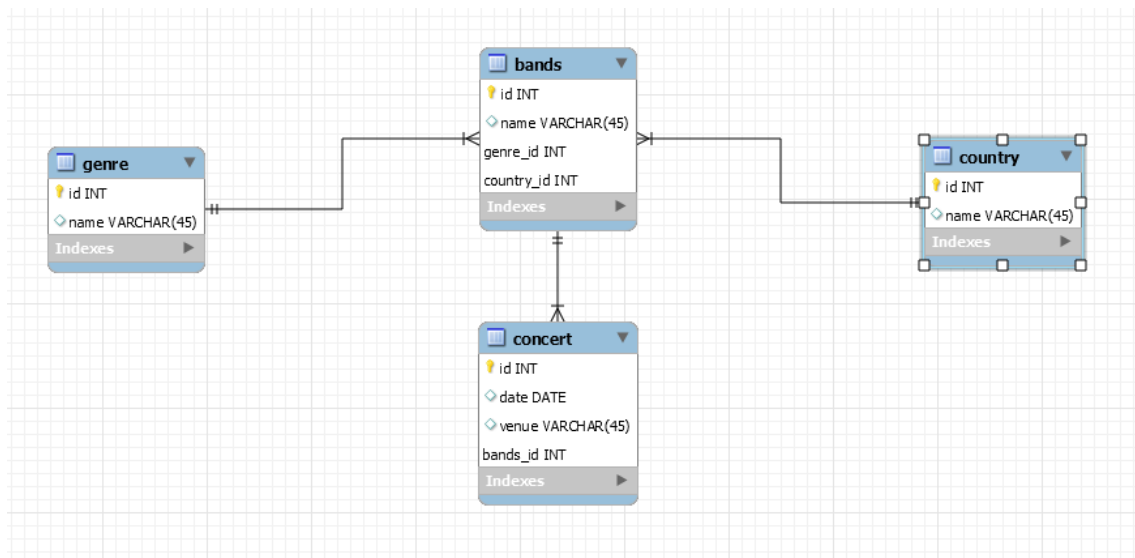 bands
id INT
name VARCHAR(45)
genre_id INT
country_id INT
Indexes
genre
id INT
name VARCHAR(45)
Indexes
country
id INT
name VARCHAR(45)
Indexes
concert
id INT
date DATE
venue VARCHAR(45)
bands_id INT
Indexes